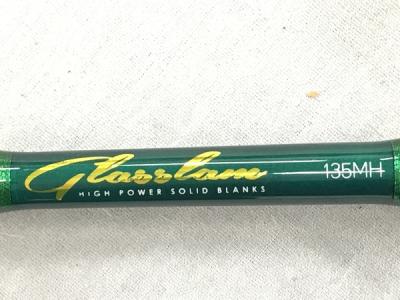 Glasslam
HIGH POWER SOLID BLANKS
135MH